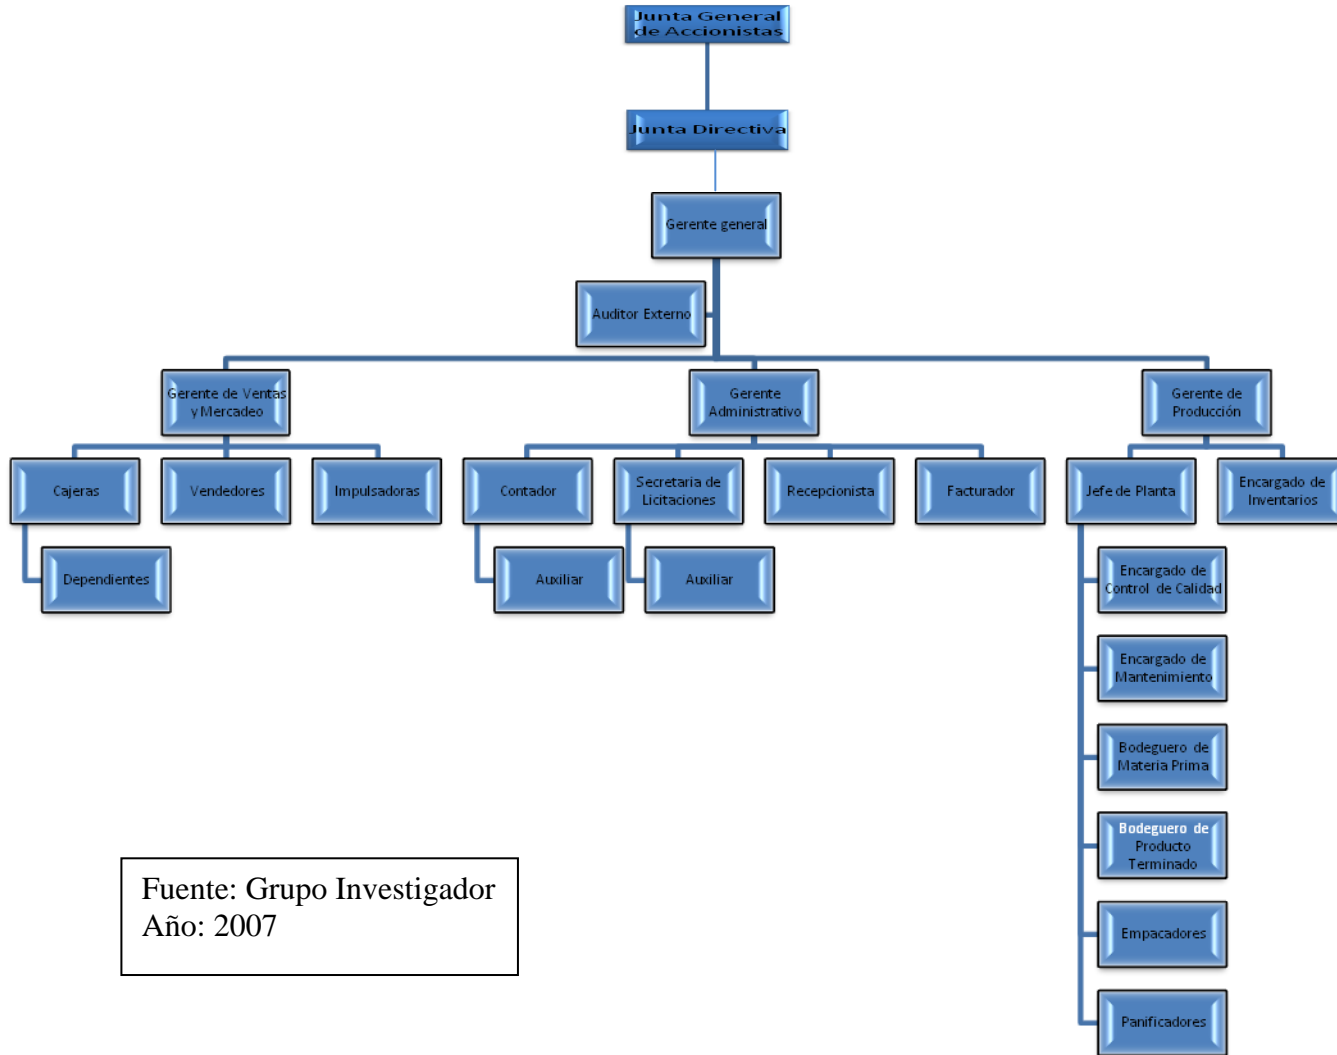 Junta General
de Accionistas
Junta Directiva
Gerente general
Auditor Externo
Gerente de Ventas
y Mercadeo
Gerente
Administrativo
Gerente de
Producción
Cajeras
Vendedores
Impulsadoras
Contador
Secretaria de
Licitaciones
Recepcionista
Facturador
Jefe de Planta
Encargado de
Inventarios
Dependientes
Auxiliar
Auxiliar
Encargado de
Control de Calidad
Encargado de
Mantenimiento
Bodeguero de
Materia Prima
Bodeguero de
Producto
Terminado
Empacadores
Panificadores
Fuente: Grupo Investigador
Año: 2007